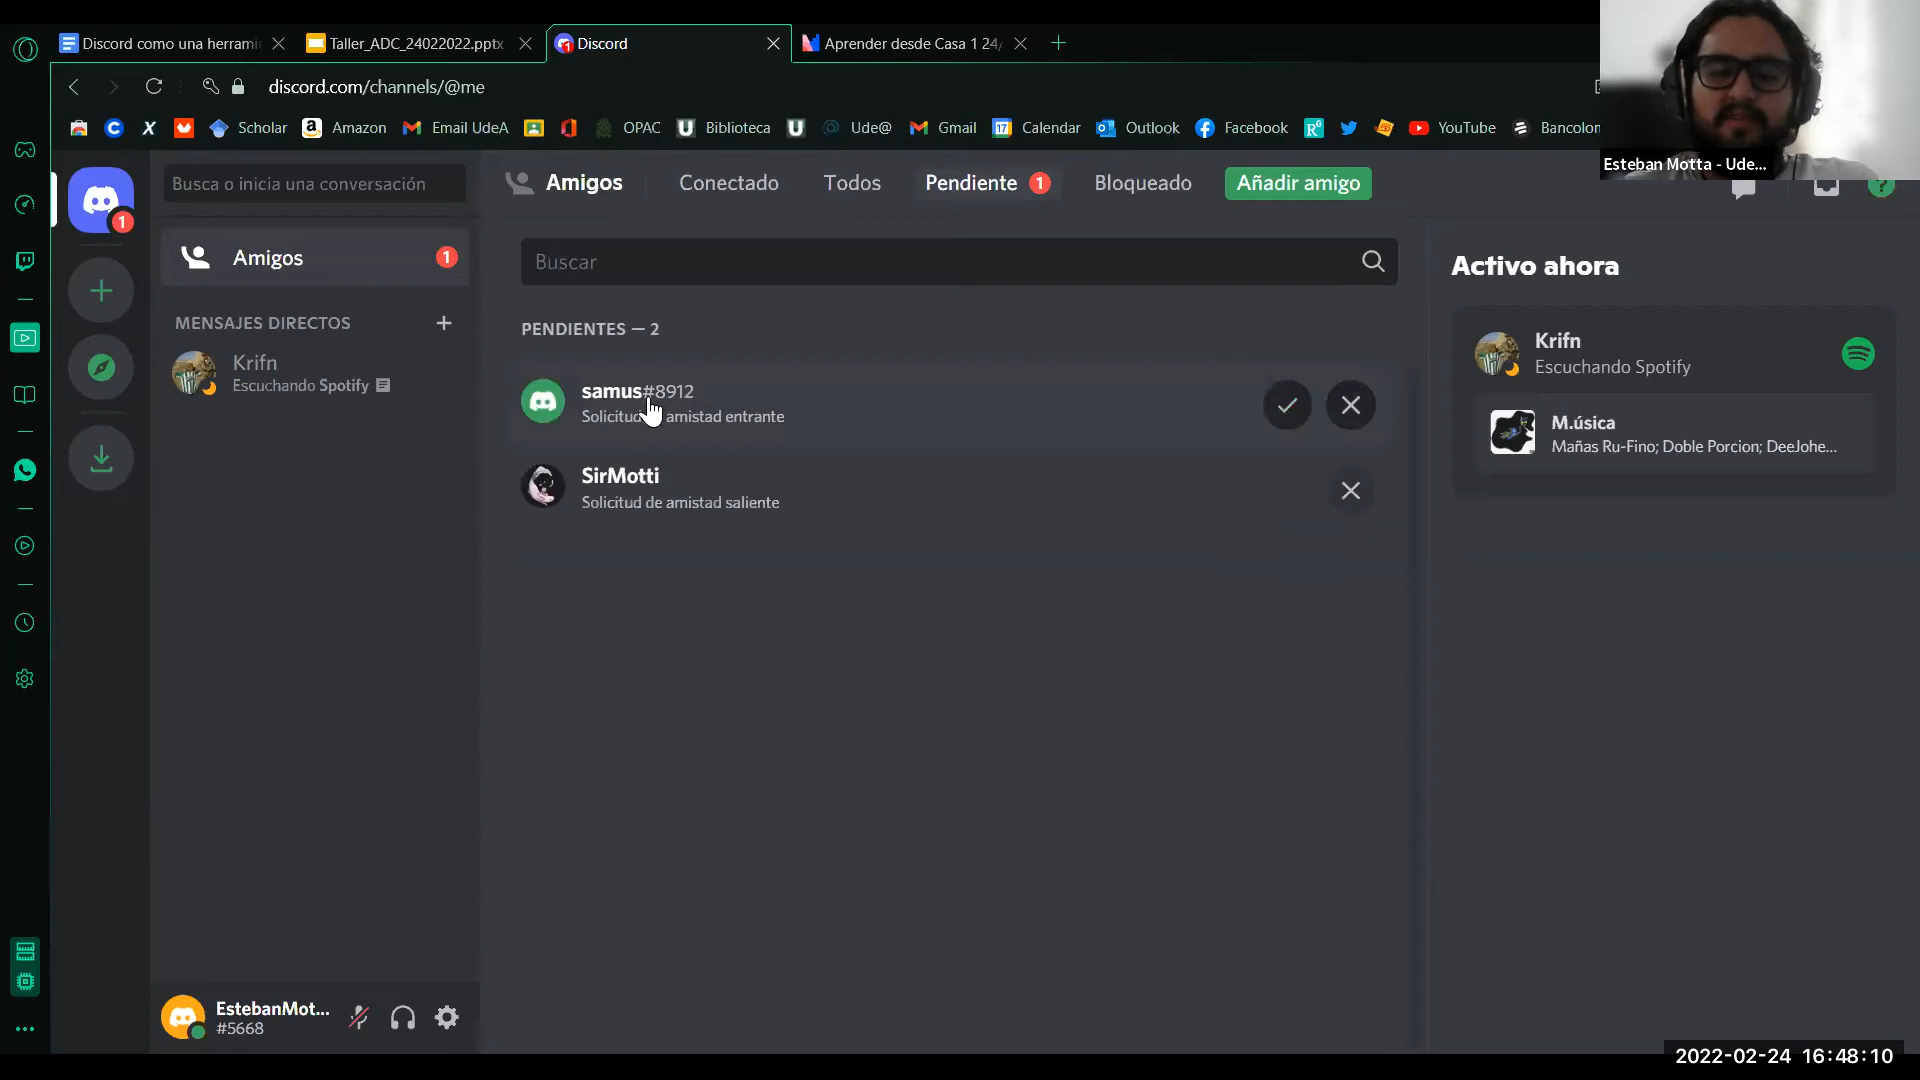 Discord como una herrami
Taller_ADC_24022022.pptx
Discord
Aprender desde Casa 1 24/
discord.com/channels/@me
Scholar
Amazon
Email UdeA
OPAC
Biblioteca
Ude@
Gmail
17
Calendar
Outlook
Facebook
YouTube
Bancolon
Esteban Motta - Ude...
1
Busca o inicia una conversación
Amigos
Conectado
Todos
Pendiente 1
Bloqueado
Añadir amigo
Amigos 1
MENSAJES DIRECTOS
Krifn
Escuchando Spotify
Buscar
PENDIENTES — 2
samus#8912
Solicitud amistad entrante
SirMotti
Solicitud de amistad saliente
Activo ahora
Krifn
Escuchando Spotify
M.úsica
Mañas Ru-Fino; Doble Porcion; DeeJohe...
EstebanMot...
#5668
2022-02-24 16:48:10